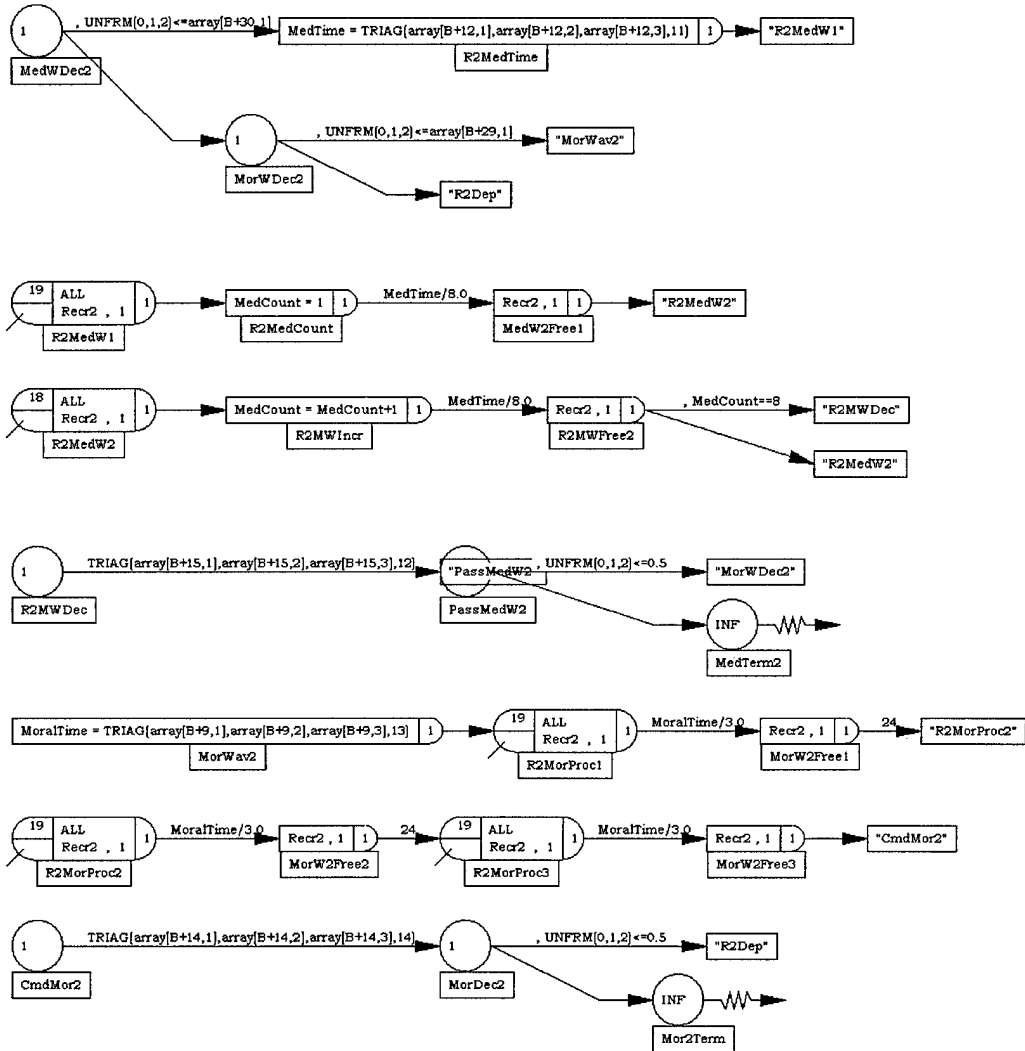 , UNFRM[0,1,2]<=array[B+30,1]
1
MedTime = TRIAG[array[B+12,1],array[B+12,2],array[B+12,3],11]
1
"R2MedW1"
MedWDec2
R2MedTime
, UNFRM[0,1,2]<=array[B+29,1]
1
"MorWav2"
MorWDec2
"R2Dep"
19
ALL
Recr2 , 1
1
MedCount = 1
1
MedTime/8.0
Recr2 , 1
1
"R2MedW2"
R2MedW1
R2MedCount
MedW2Free1
18
ALL
Recr2 , 1
1
MedCount = MedCount+1
1
MedTime/8.0
Recr2 , 1
1
, MedCount==8
"R2MWDec"
R2MedW2
R2MWIncr
R2MWFree2
"R2MedW2"
1
TRIAG[array[B+15,1],array[B+15,2],array[B+15,3],12]
"PassMedW2
, UNFRM[0,1,2]<=0.5
"MorWDec2"
R2MWDec
PassMedW2
INF
MedTerm2
MoralTime = TRIAG[array[B+9,1],array[B+9,2],array[B+9,3],13]
1
19
ALL
Recr2 , 1
1
MoralTime/3.0
Recr2 , 1
1
24
"R2MorProc2"
MorWav2
R2MorProc1
MorW2Free1
19
ALL
Recr2 , 1
1
MoralTime/3.0
Recr2 , 1
1
24
19
ALL
Recr2 , 1
1
MoralTime/3.0
Recr2 , 1
1
"CmdMor2"
R2MorProc2
MorW2Free2
R2MorProc3
MorW2Free3
1
TRIAG[array[B+14,1],array[B+14,2],array[B+14,3],14]
1
, UNFRM[0,1,2]<=0.5
"R2Dep"
CmdMor2
MorDec2
INF
Mor2Term